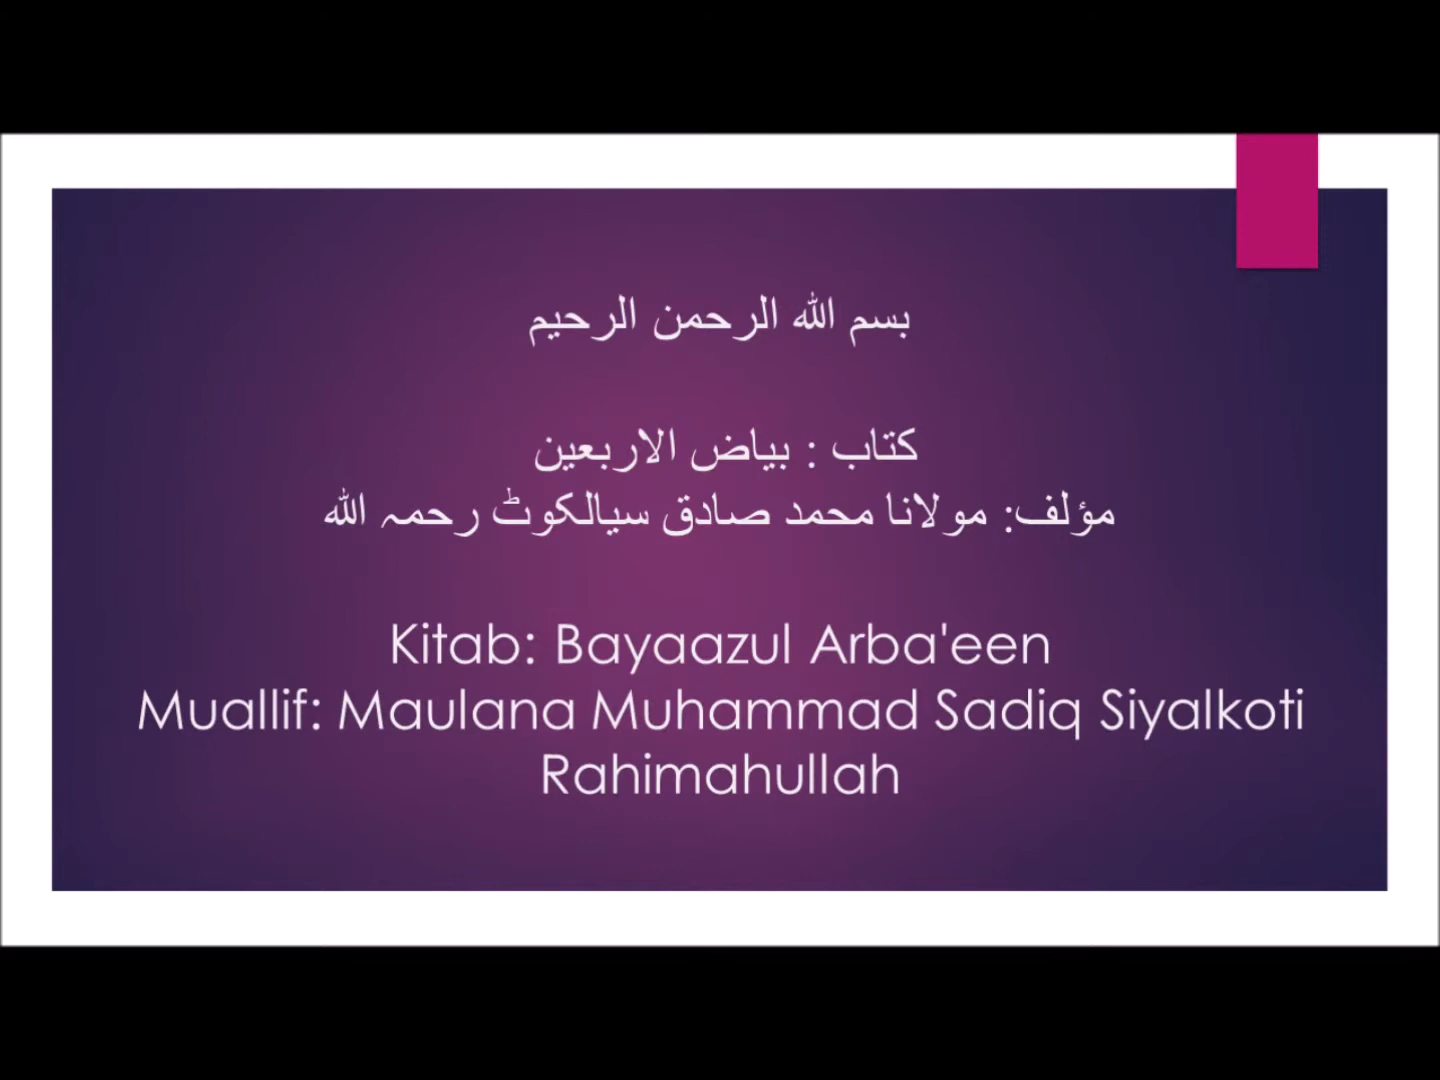 بسم الله الرحمن الرحيم
کتاب : بیاض الاربعین
مؤلف: مولانا محمد صادق سیالکوٹ رحمہ اللہ
Kitab: Bayaazul Arba'een
Muallif: Maulana Muhammad Sadiq Siyalkoti
Rahimahullah